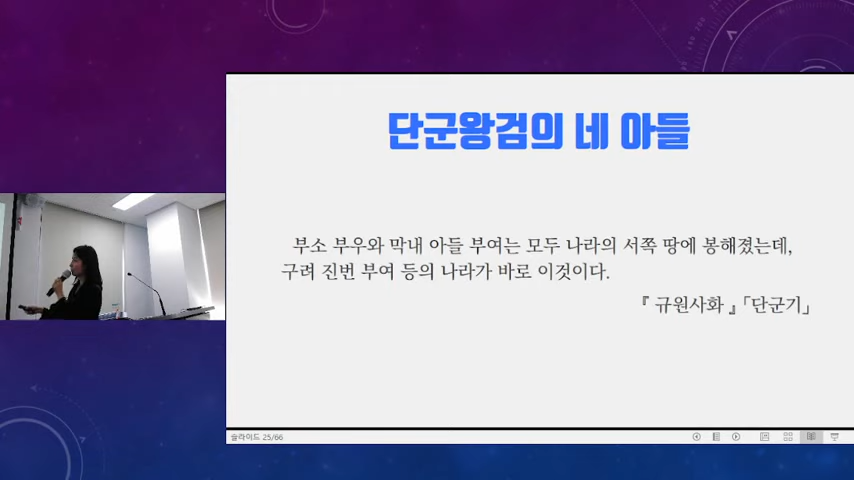 단군왕검의 네 아들
부소 부우와 막내 아들 부여는 모두 나라의 서쪽 땅에 봉해졌는데,
구려 진번 부여 등의 나라가 바로 이것이다.
『 규원사화 』「단군기」
슬라이드 25/66